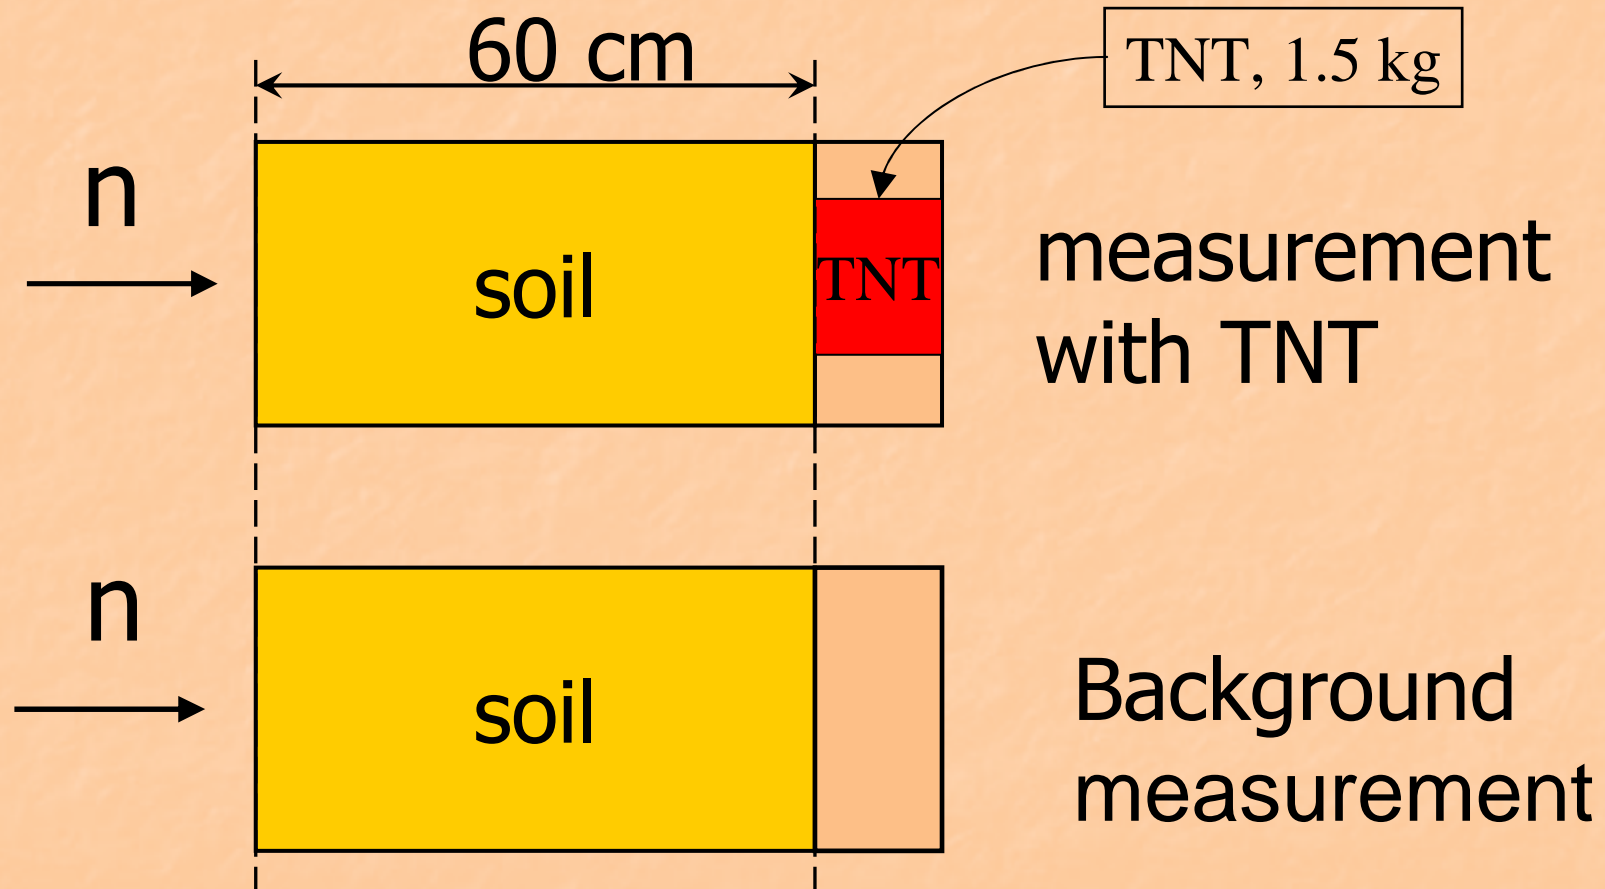 60 cm
TNT, 1.5 kg
n
soil
TNT
measurement
with TNT
n
soil
Background
measurement